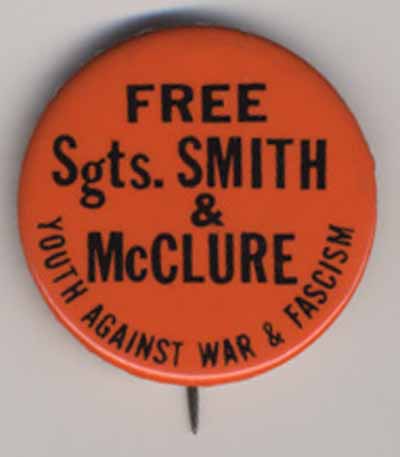 FREE
Sgts. SMITH
&
McCLURE
YOUTH AGAINST WAR & FASCISM